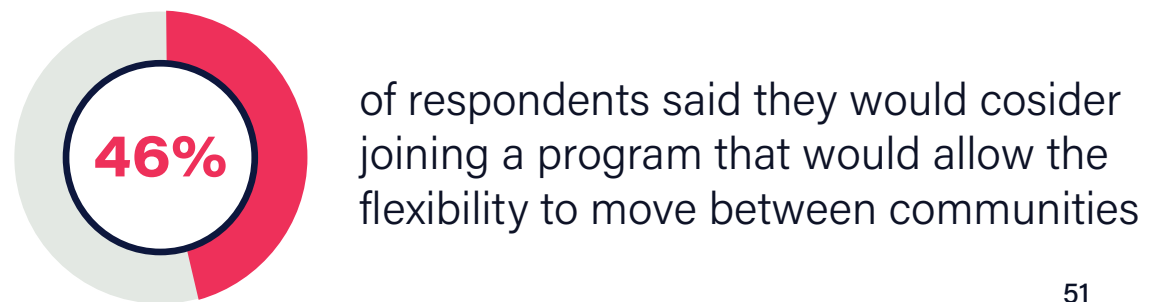 46%
of respondents said they would cosider
joining a program that would allow the
flexibility to move between communities
51